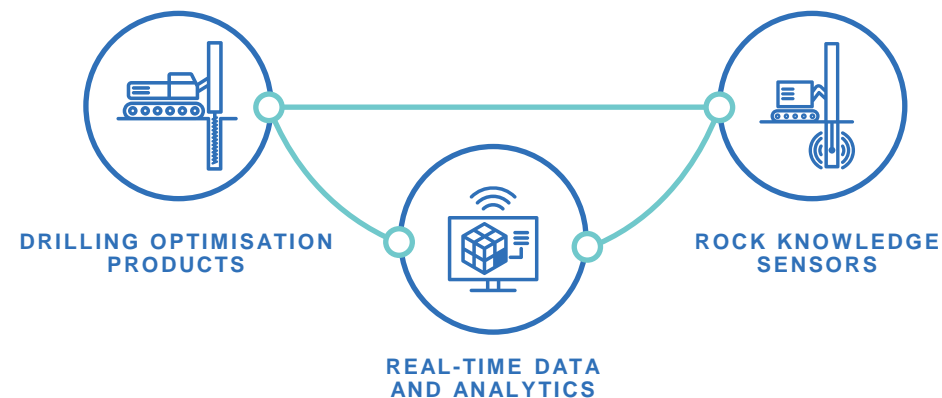 DRILLING OPTIMISATION
PRODUCTS
ROCK KNOWLEDGE
SENSORS
REAL-TIME DATA
AND ANALYTICS